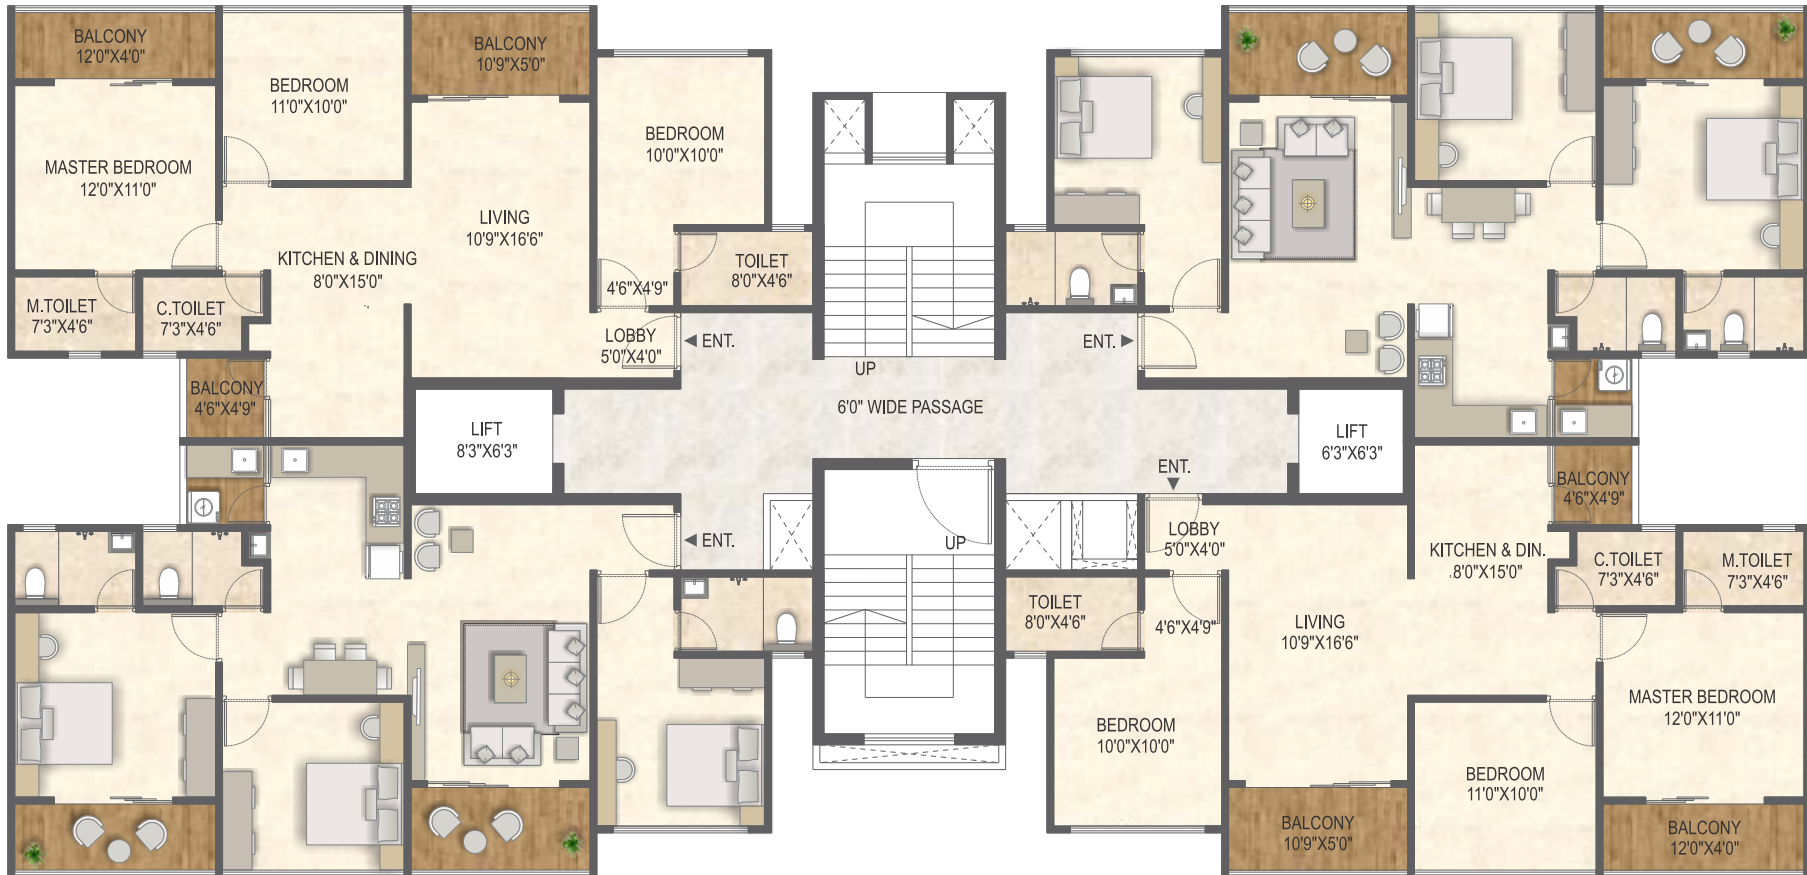 BALCONY
12'0"X4'0"
BEDROOM
11'0"X10'0"
BALCONY
10'9"X5'0"
BEDROOM
10'0"X10'0"
MASTER BEDROOM
12'0"X11'0"
LIVING
10'9"X16'6"
KITCHEN & DINING
8'0"X15'0"
TOILET
8'0"X4'6"
4'6"X4'9"
M.TOILET
7'3"X4'6"
C.TOILET
7'3"X4'6"
LOBBY
5'0"X4'0"
ENT.
ENT.
UP
BALCONY
4'6"X4'9"
6'0" WIDE PASSAGE
LIFT
8'3"X6'3"
LIFT
6'3"X6'3"
ENT.
BALCONY
4'6"X4'9"
ENT.
UP
LOBBY
5'0"X4'0"
KITCHEN & DIN.
8'0"X15'0"
C.TOILET
7'3"X4'6"
M.TOILET
7'3"X4'6"
TOILET
8'0"X4'6"
4'6"X4'9"
LIVING
10'9"X16'6"
MASTER BEDROOM
12'0"X11'0"
BEDROOM
10'0"X10'0"
BEDROOM
11'0"X10'0"
BALCONY
10'9"X5'0"
BALCONY
12'0"X4'0"